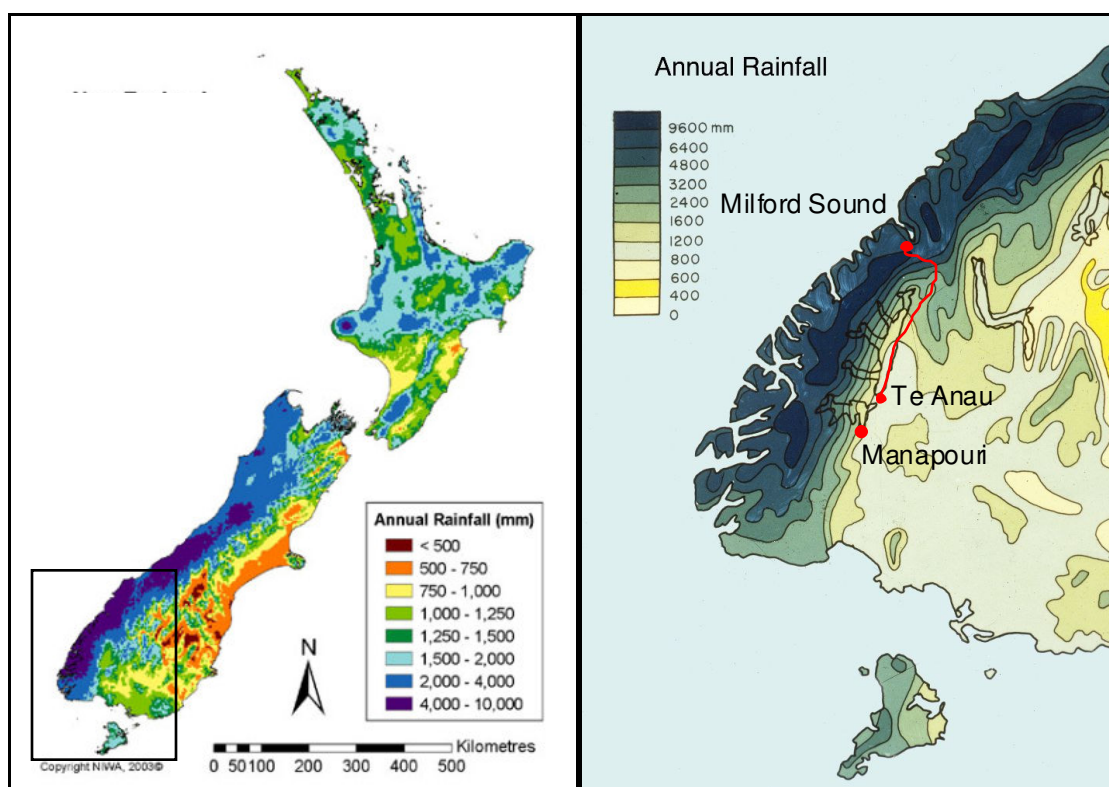 Annual Rainfall (mm)
< 500
500 - 750
750 - 1,000
1,000 - 1,250
1,250 - 1,500
1,500 - 2,000
2,000 - 4,000
4,000 - 10,000
N
Kilometres
0 50 100 200 300 400 500
Copyright NIWA, 2003©
Annual Rainfall
9600 mm
6400
4800
3200
2400
1600
1200
800
600
400
0
Milford Sound
Te Anau
Manapouri